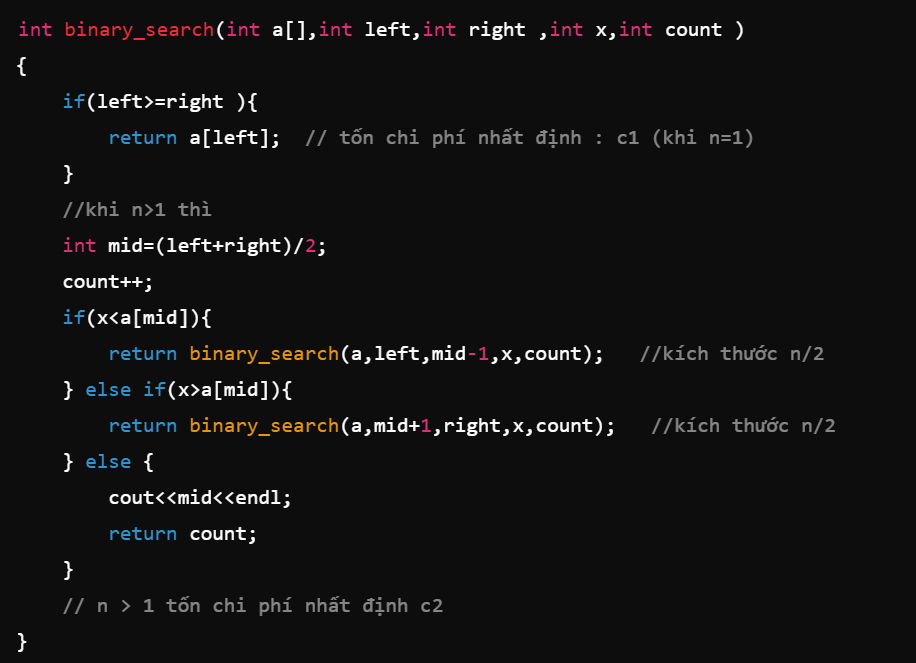 int binary_search(int a[],int left,int right ,int x,int count )
{
    if(left>=right ){
        return a[left];  // tốn chi phí nhất định : c1 (khi n=1)
    }
    //khi n>1 thì
    int mid=(left+right)/2;
    count++;
    if(x<a[mid]){
        return binary_search(a,left,mid-1,x,count);   //kích thước n/2
    } else if(x>a[mid]){
        return binary_search(a,mid+1,right,x,count);   //kích thước n/2
    } else {
        cout<<mid<<endl;
        return count;
    }
    // n > 1 tốn chi phí nhất định c2
}